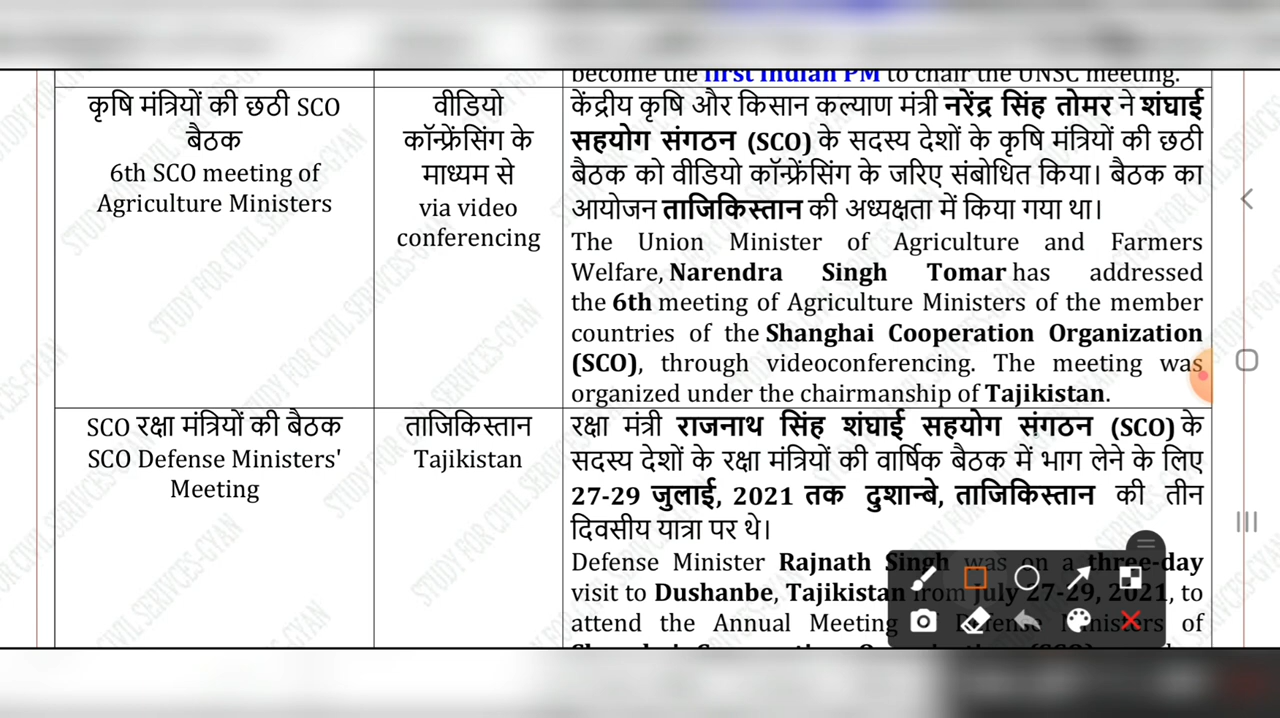 become the first Indian PM to chair the UNSC meeting.
कृषि मंत्रियों की छठी SCO
बैठक
6th SCO meeting of
Agriculture Ministers
वीडियो
कॉन्फ्रेंसिंग के
माध्यम से
via video
conferencing
केंद्रीय कृषि और किसान कल्याण मंत्री नरेंद्र सिंह तोमर ने शंघाई
सहयोग संगठन (SCO) के सदस्य देशों के कृषि मंत्रियों की छठी
बैठक को वीडियो कॉन्फ्रेंसिंग के जरिए संबोधित किया। बैठक का
आयोजन ताजिकिस्तान की अध्यक्षता में किया गया था।
The Union Minister of Agriculture and Farmers
Welfare, Narendra Singh Tomar has addressed
the 6th meeting of Agriculture Ministers of the member
countries of the Shanghai Cooperation Organization
(SCO), through videoconferencing. The meeting was
organized under the chairmanship of Tajikistan.
SCO रक्षा मंत्रियों की बैठक
SCO Defense Ministers'
Meeting
ताजिकिस्तान
Tajikistan
रक्षा मंत्री राजनाथ सिंह शंघाई सहयोग संगठन (SCO) के
सदस्य देशों के रक्षा मंत्रियों की वार्षिक बैठक में भाग लेने के लिए
27-29 जुलाई, 2021 तक दुशान्बे, ताजिकिस्तान की तीन
दिवसीय यात्रा पर थे।
Defense Minister Rajnath Singh was on a three-day
visit to Dushanbe, Tajikistan from July 27-29, 2021, to
attend the Annual Meeting of Defense Ministers of